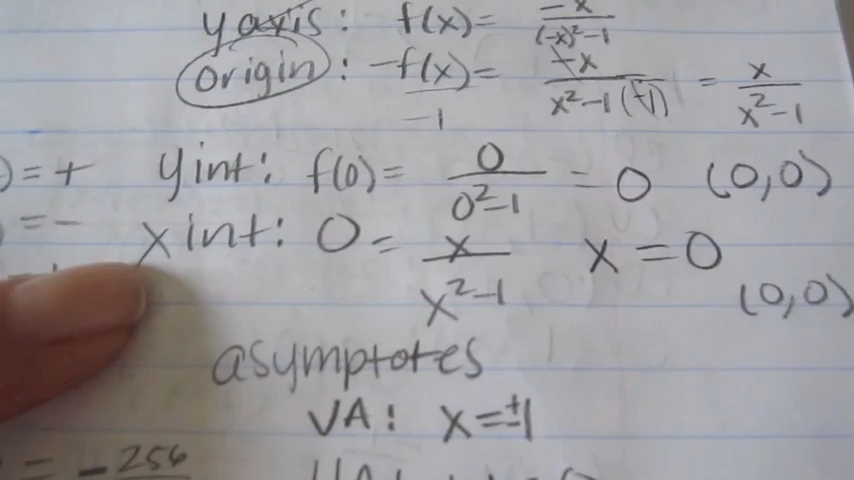 y axis: f(x) = -x / (-x)²-1
Origin: -f(x) / -1 = -x / x²-1(-1) = x / x²-1
) = + y int: f(0) = 0 / 0²-1 = 0 (0,0)
= - x int: 0 = x / x²-1 x = 0
(0,0)
asymptotes
VA: x = ±1
= -256